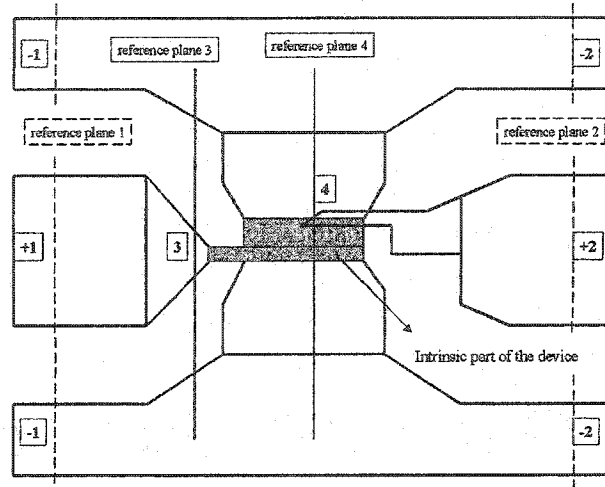 reference plane 3
reference plane 4
-1
-2
reference plane 1
reference plane 2
4
+1
3
+2
Intrinsic part of the device
-1
-2